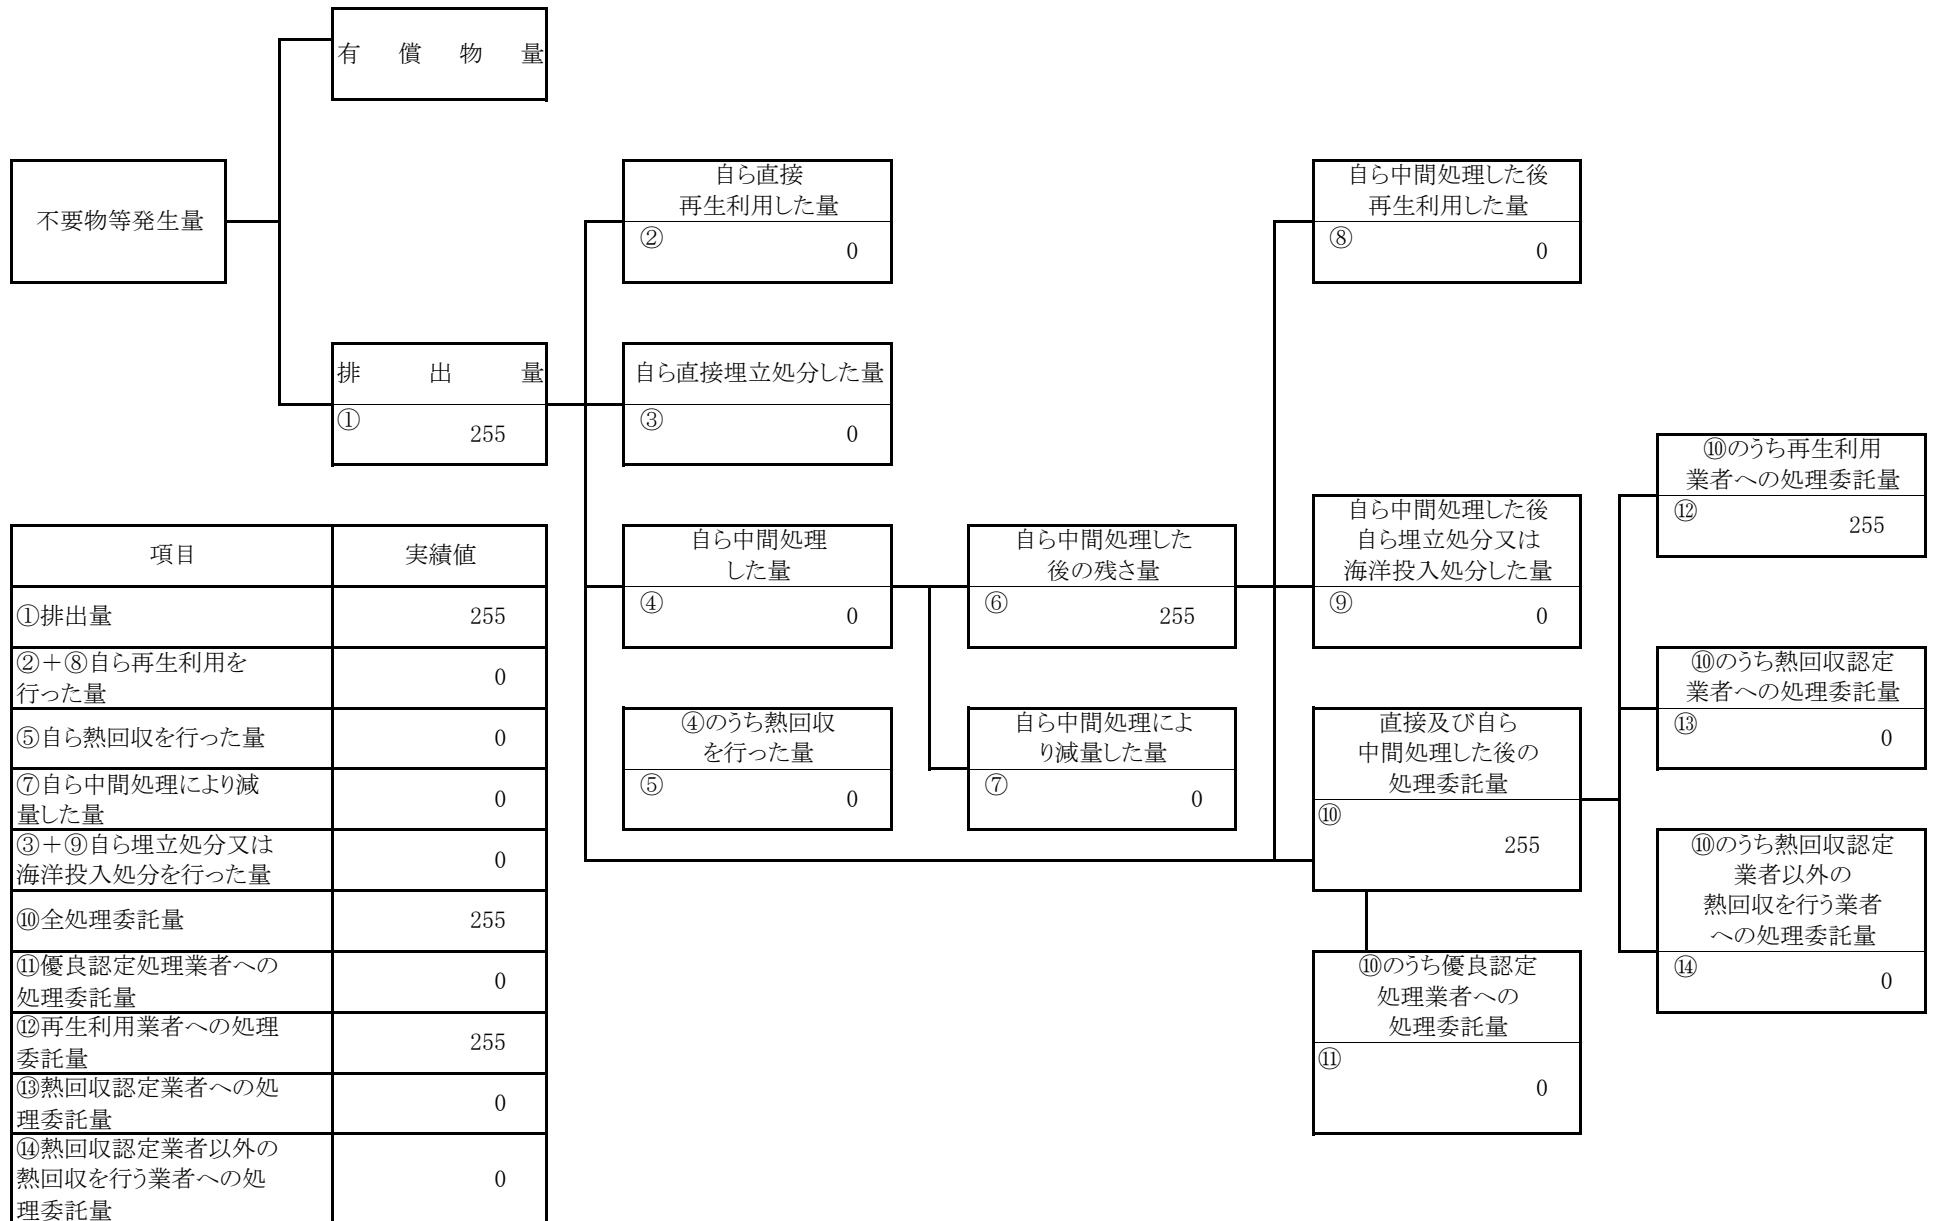 有償物量
不要物等発生量
排出量
①
255
自ら直接
再生利用した量
②
0
自ら直接埋立処分した量
③
0
自ら中間処理
した量
④
0
④のうち熱回収
を行った量
⑤
0
自ら中間処理した
後の残さ量
⑥
255
自ら中間処理によ
り減量した量
⑦
0
自ら中間処理した後
再生利用した量
⑧
0
自ら中間処理した後
自ら埋立処分又は
海洋投入処分した量
⑨
0
直接及び自ら
中間処理した後の
処理委託量
⑩
255
⑩のうち優良認定
処理業者への
処理委託量
⑪
0
⑩のうち再生利用
業者への処理委託量
⑫
255
⑩のうち熱回収認定
業者への処理委託量
⑬
0
⑩のうち熱回収認定
業者以外の
熱回収を行う業者
への処理委託量
⑭
0
項目 実績値
①排出量 255
②+⑧自ら再生利用を
行った量
0
⑤自ら熱回収を行った量 0
⑦自ら中間処理により減
量した量
0
③+⑨自ら埋立処分又は
海洋投入処分を行った量
0
⑩全処理委託量 255
⑪優良認定処理業者への
処理委託量
0
⑫再生利用業者への処理
委託量
255
⑬熱回収認定業者への処
理委託量
0
⑭熱回収認定業者以外の
熱回収を行う業者への処
理委託量
0